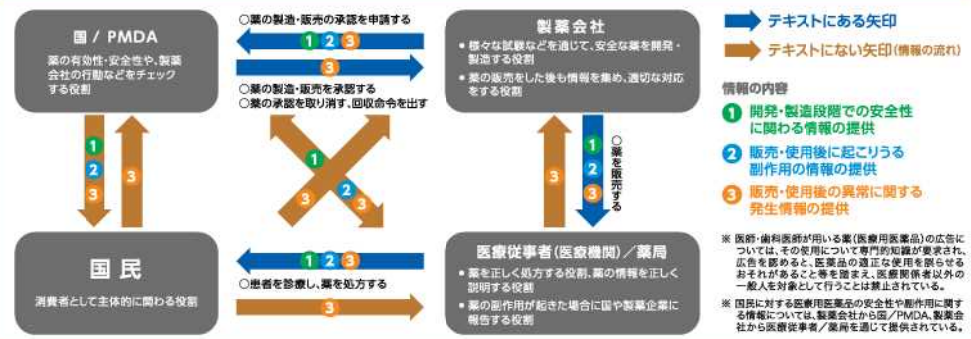 国 / PMDA
薬の有効性・安全性や、製薬
会社の行動などをチェック
する役割
○薬の製造・販売の承認を申請する
1 2 3
3
○薬の製造・販売を承認する
○薬の承認を取り消す、回収命令を出す
製薬会社
• 様々な試験などを通じて、安全な薬を開発・
製造する役割
• 薬の販売をした後も情報を集め、適切な対応
をする役割
1
2
3
3
1
2
3
3
3
1
2
3
○薬を販売する
国民
消費者として主体的に関わる役割
1 2 3
○患者を診療し、薬を処方する
3
医療従事者(医療機関)/薬局
• 薬を正しく処方する役割、薬の情報を正しく
説明する役割
• 薬の副作用が起きた場合に国や製薬企業に
報告する役割
テキストにある矢印
テキストにない矢印(情報の流れ)
情報の内容
1 開発・製造段階での安全性
に関わる情報の提供
2 販売・使用後に起こりうる
副作用の情報の提供
3 販売・使用後の異常に関する
発生情報の提供
※ 医師・歯科医師が用いる薬(医療用医薬品)の広告に
ついては、その使用について専門的知識が要求され、
広告を認めると、医薬品の適正な使用を誤らせる
おそれがあること等を踏まえ、医療関係者以外の
一般人を対象として行うことは禁止されている。
※ 国民に対する医療用医薬品の安全性や副作用に関す
る情報については、製薬会社から国/PMDA、製薬会
社から医療従事者/薬局を通じて提供されている。